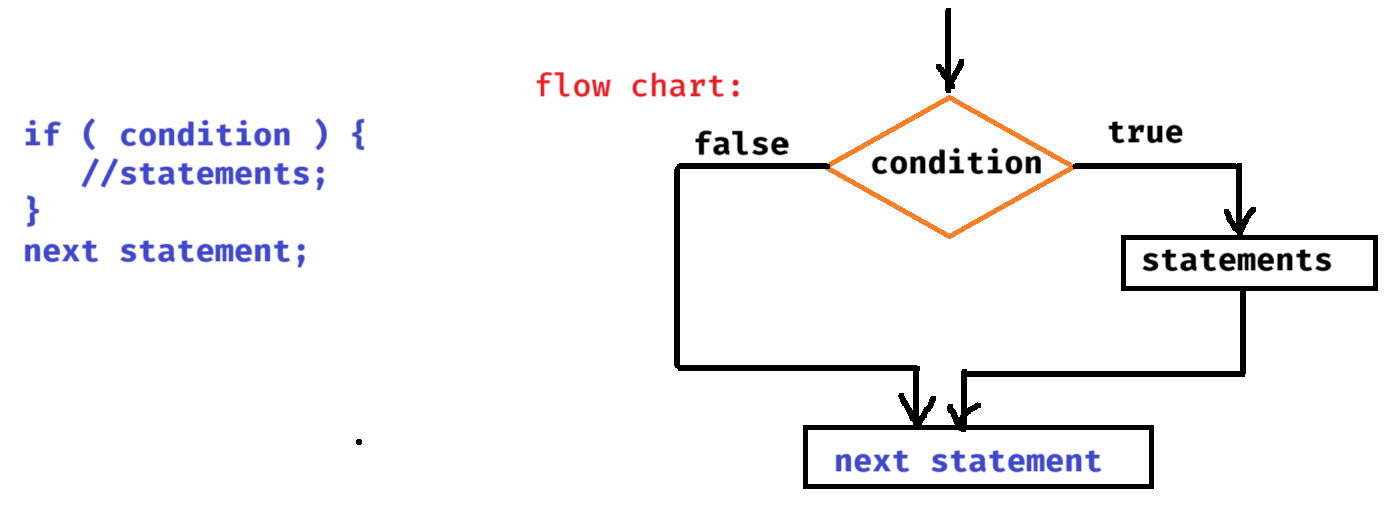 if ( condition ) {
//statements;
}
next statement;
flow chart:
false
condition
true
statements
next statement